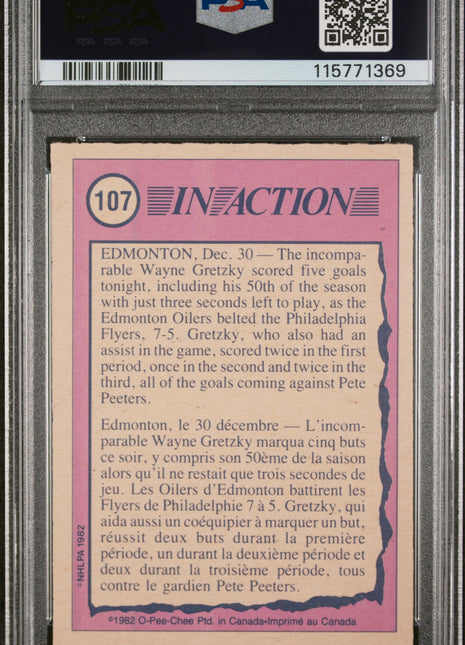 PSA
PSA PSA PSA
PSA
115771369
107 IN ACTION
EDMONTON, Dec. 30 — The incompa-
rable Wayne Gretzky scored five goals
tonight, including his 50th of the season
with just three seconds left to play, as the
Edmonton Oilers belted the Philadelphia
Flyers, 7-5. Gretzky, who also had an
assist in the game, scored twice in the first
period, once in the second and twice in the
third, all of the goals coming against Pete
Peeters.
Edmonton, le 30 décembre — L'incom-
parable Wayne Gretzky marqua cinq buts
ce soir, y compris son 50ème de la saison
alors qu'il ne restait que trois secondes de
jeu. Les Oilers d'Edmonton battirent les
Flyers de Philadelphie 7 à 5. Gretzky, qui
aida aussi un coéquipier à marquer un but,
réussit deux buts durant la première
période, un durant la deuxième période et
deux durant la troisième période, tous
contre le gardien Pete Peeters.
©NHLPA 1982
©1982 O-Pee-Chee Ptd. in Canada•Imprimé au Canada